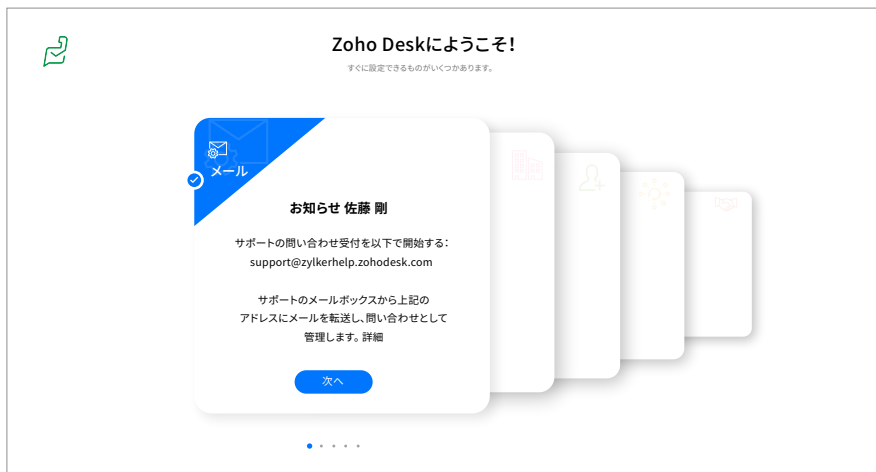 Zoho Deskにようこそ!
すぐに設定できるものがいくつかあります。
メール
お知らせ 佐藤 剛
サポートの問い合わせ受付を以下で開始する:
support@zylkerhelp.zohodesk.com
サポートのメールボックスから上記の
アドレスにメールを転送し、問い合わせとして
管理します。詳細
次へ